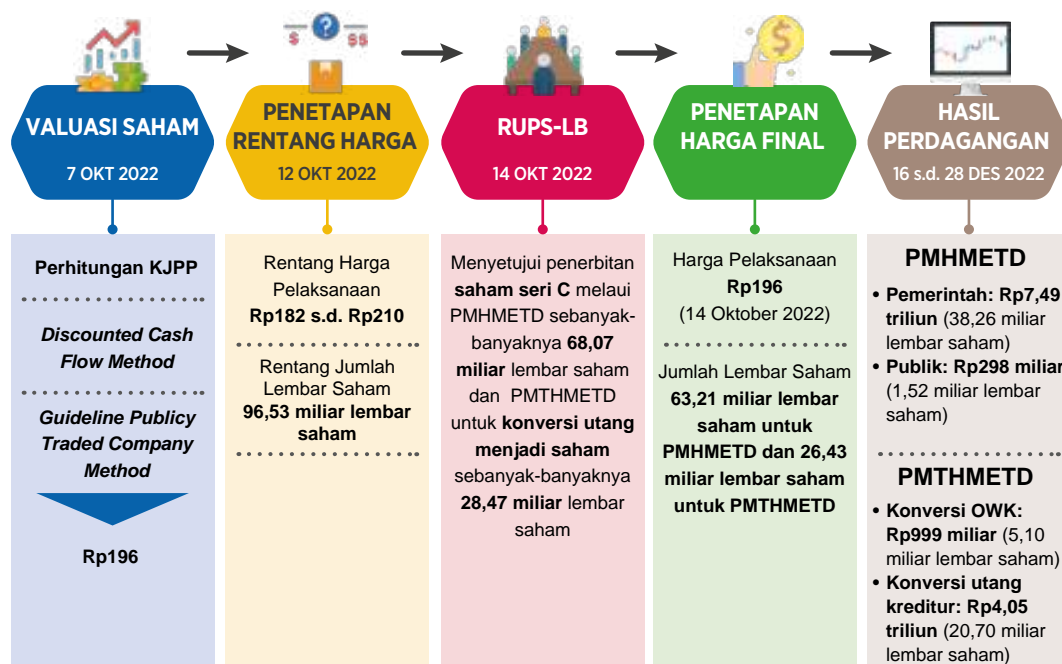 $ ? $$
$
VALUASI SAHAM
7 OKT 2022
PENETAPAN
RENTANG HARGA
12 OKT 2022
RUPS-LB
14 OKT 2022
PENETAPAN
HARGA FINAL
HASIL
PERDAGANGAN
16 s.d. 28 DES 2022
Perhitungan KJPP
Discounted Cash
Flow Method
Guideline Publicy
Traded Company
Method
Rp196
Rentang Harga
Pelaksanaan
Rp182 s.d. Rp210
Rentang Jumlah
Lembar Saham
96,53 miliar lembar
saham
Menyetujui penerbitan
saham seri C melaui
PMHMETD sebanyak-
banyaknya 68,07
miliar lembar saham
dan PMTHMETD
untuk konversi utang
menjadi saham
sebanyak-banyaknya
28,47 miliar lembar
saham
Harga Pelaksanaan
Rp196
(14 Oktober 2022)
Jumlah Lembar Saham
63,21 miliar lembar
saham untuk
PMHMETD dan 26,43
miliar lembar saham
untuk PMTHMETD
PMHMETD
• Pemerintah: Rp7,49
triliun (38,26 miliar
lembar saham)
• Publik: Rp298 miliar
(1,52 miliar lembar
saham)
PMTHMETD
• Konversi OWK:
Rp999 miliar (5,10
miliar lembar saham)
• Konversi utang
kreditur: Rp4,05
triliun (20,70 miliar
lembar saham)